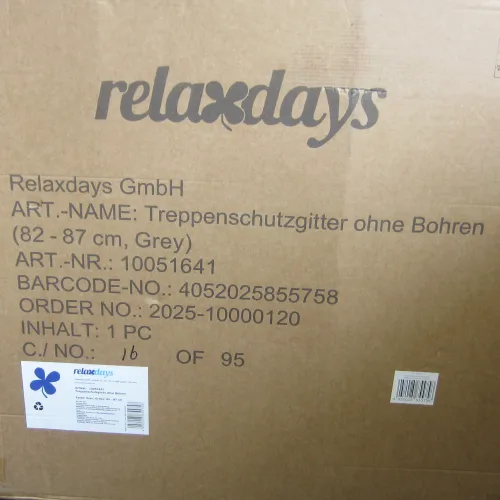 relaxdays
Relaxdays GmbH
ART.-NAME: Treppenschutzgitter ohne Bohren
(82 - 87 cm, Grey)
ART.-NR.: 10051641
BARCODE-NO.: 4052025855758
ORDER NO.: 2025-10000120
INHALT: 1 PC
C./ NO.: 16 OF 95
relaxdays